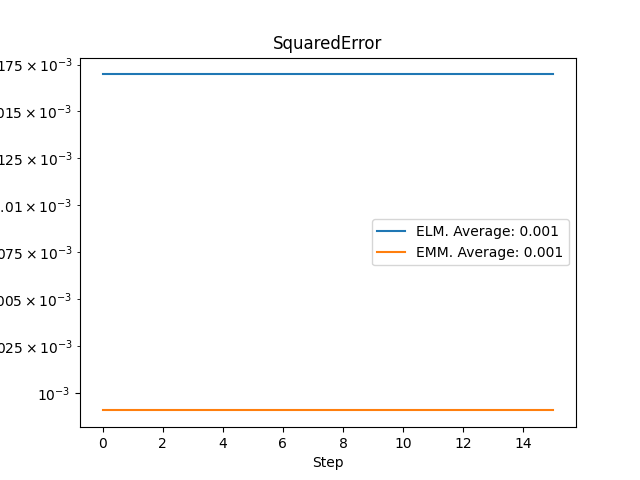 SquaredError
175 × 10⁻³
015 × 10⁻³
125 × 10⁻³
.01 × 10⁻³
075 × 10⁻³
005 × 10⁻³
025 × 10⁻³
10⁻³
ELM. Average: 0.001
EMM. Average: 0.001
0 2 4 6 8 10 12 14
Step